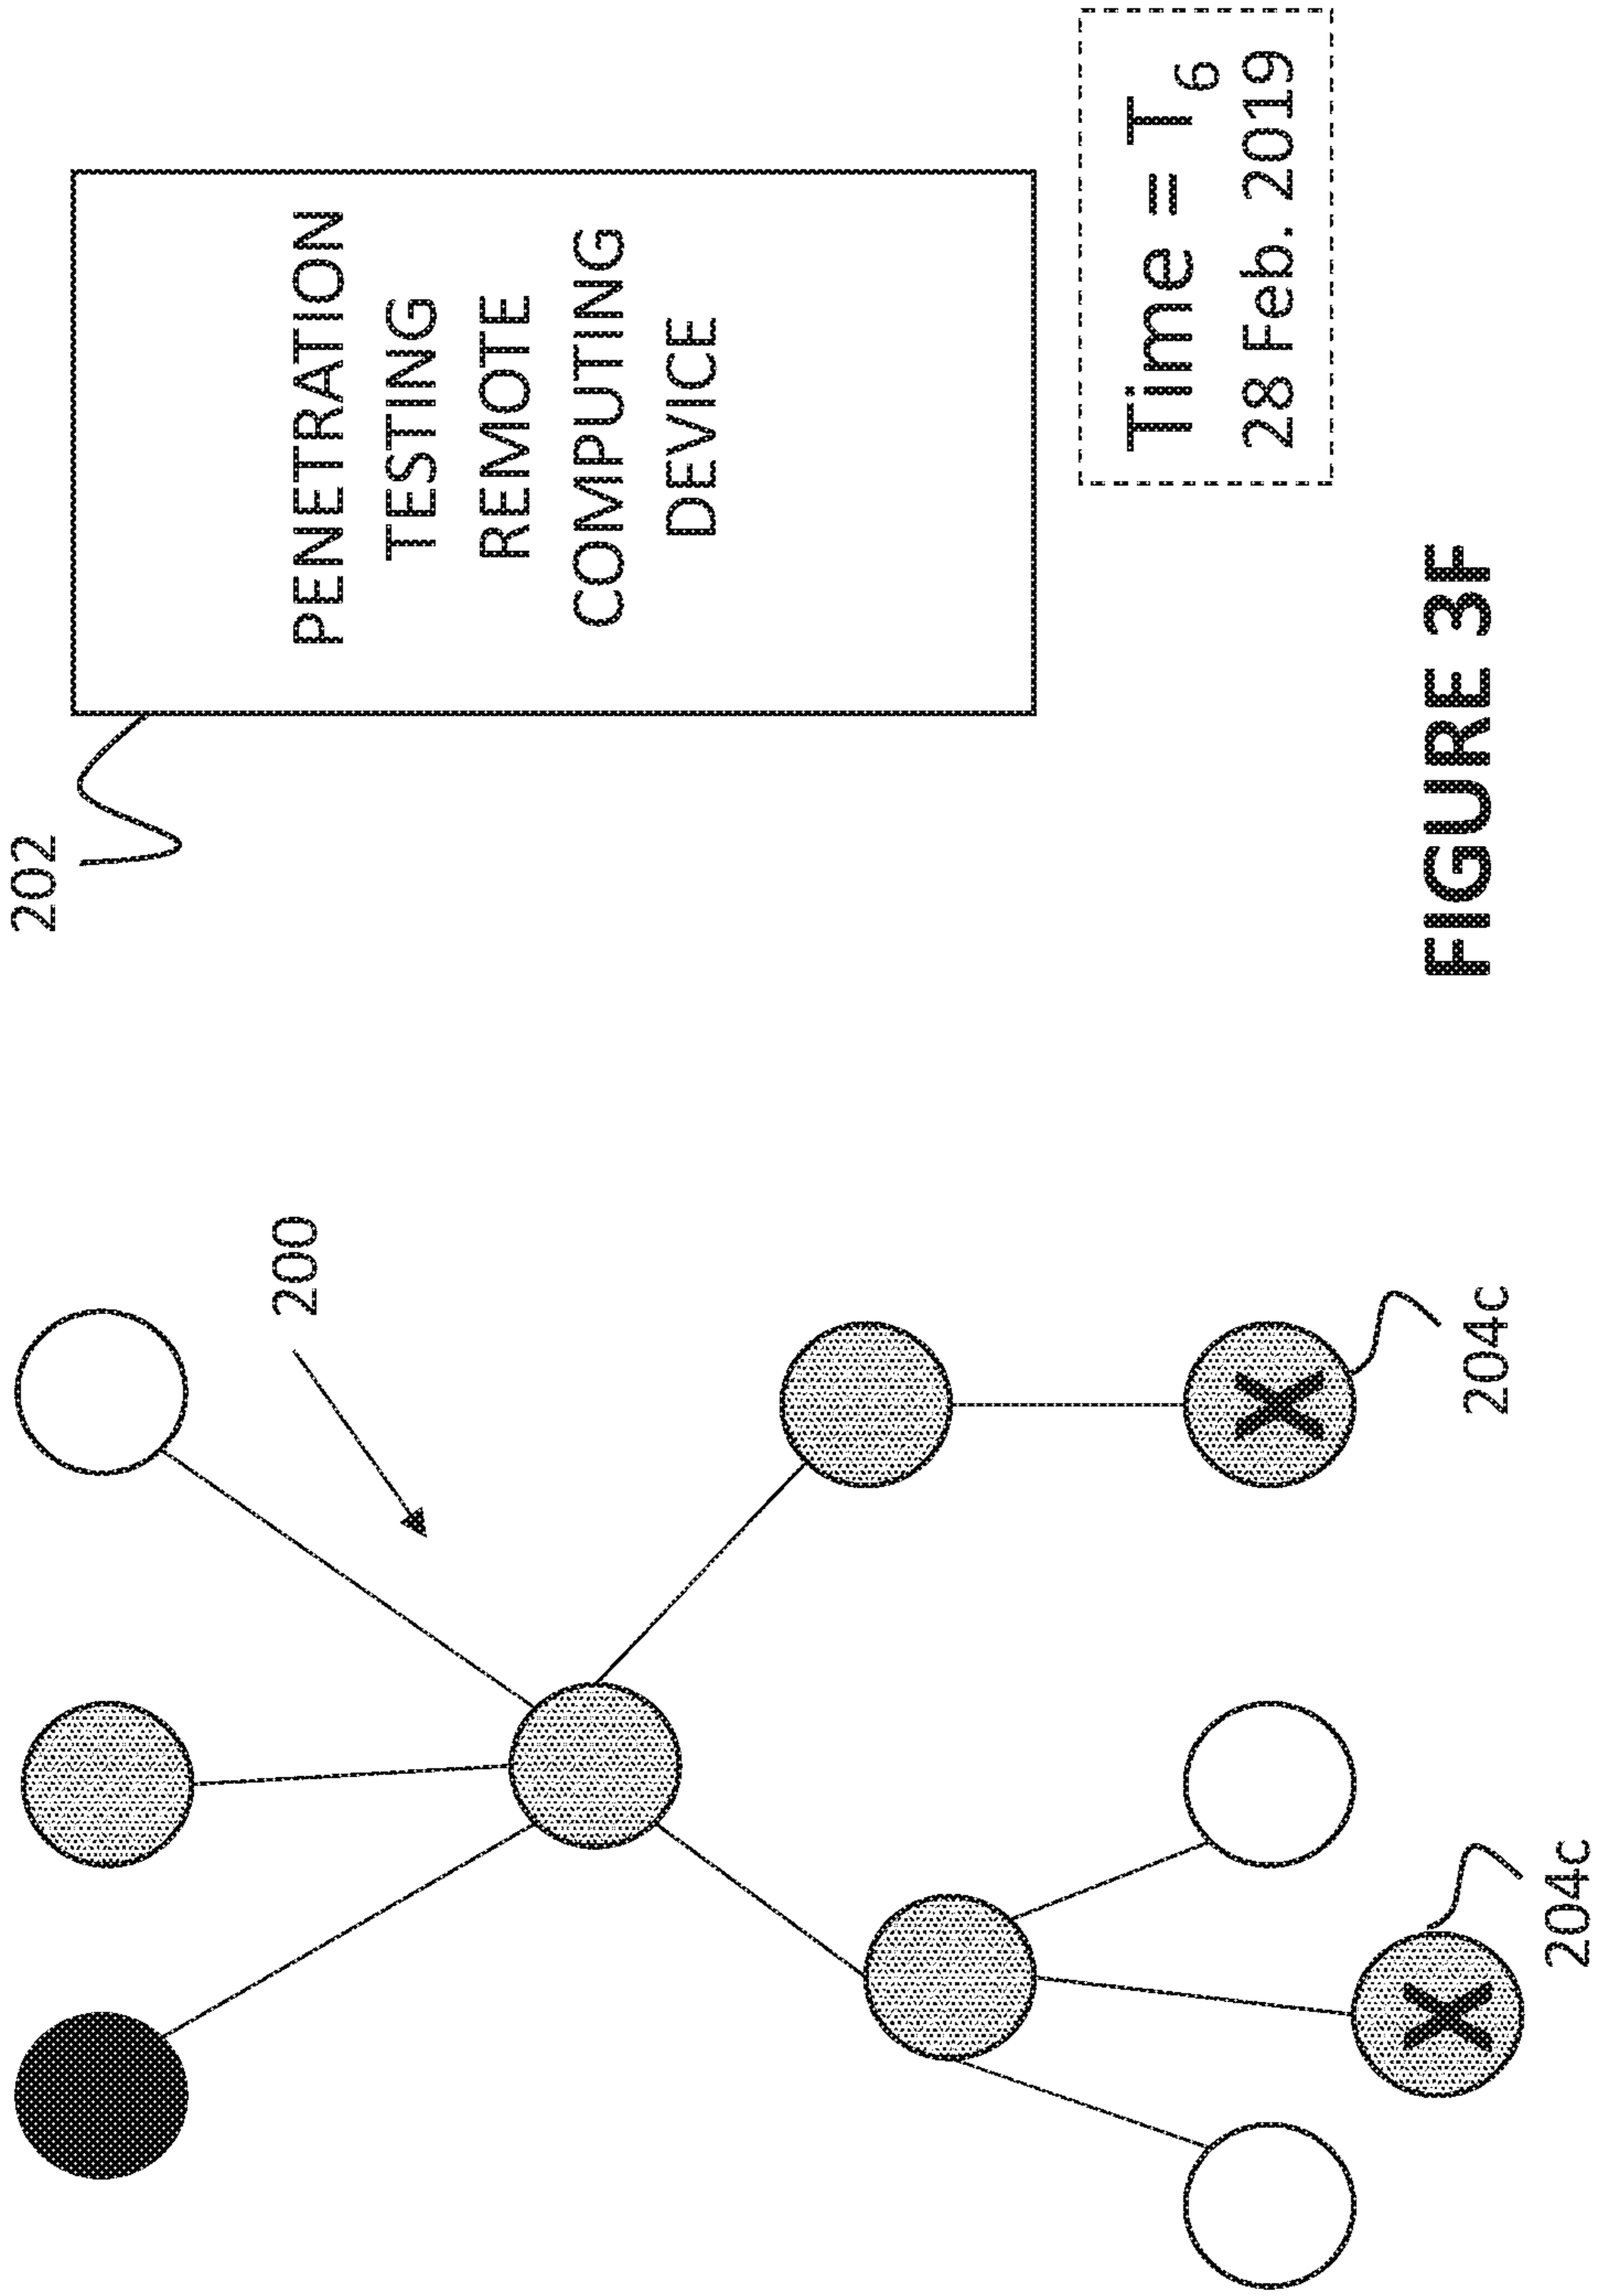 202
PENETRATION
TESTING
REMOTE
COMPUTING
DEVICE
200
X
204c
X
204c
Time = T6
28 Feb. 2019
FIGURE 3F